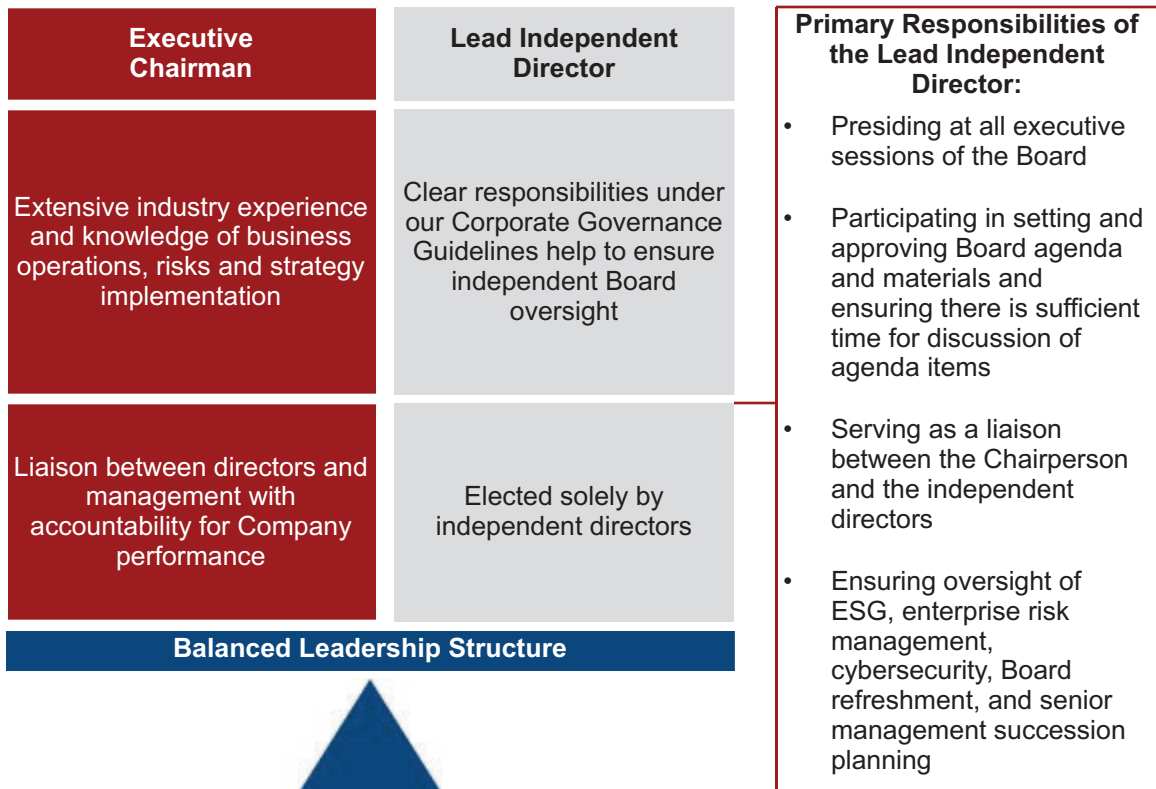 Executive
Chairman
Extensive industry experience
and knowledge of business
operations, risks and strategy
implementation
Liaison between directors and
management with
accountability for Company
performance
Lead Independent
Director
Clear responsibilities under
our Corporate Governance
Guidelines help to ensure
independent Board
oversight
Elected solely by
independent directors
Balanced Leadership Structure
Primary Responsibilities of
the Lead Independent
Director:
• Presiding at all executive
sessions of the Board
• Participating in setting and
approving Board agenda
and materials and
ensuring there is sufficient
time for discussion of
agenda items
• Serving as a liaison
between the Chairperson
and the independent
directors
• Ensuring oversight of
ESG, enterprise risk
management,
cybersecurity, Board
refreshment, and senior
management succession
planning